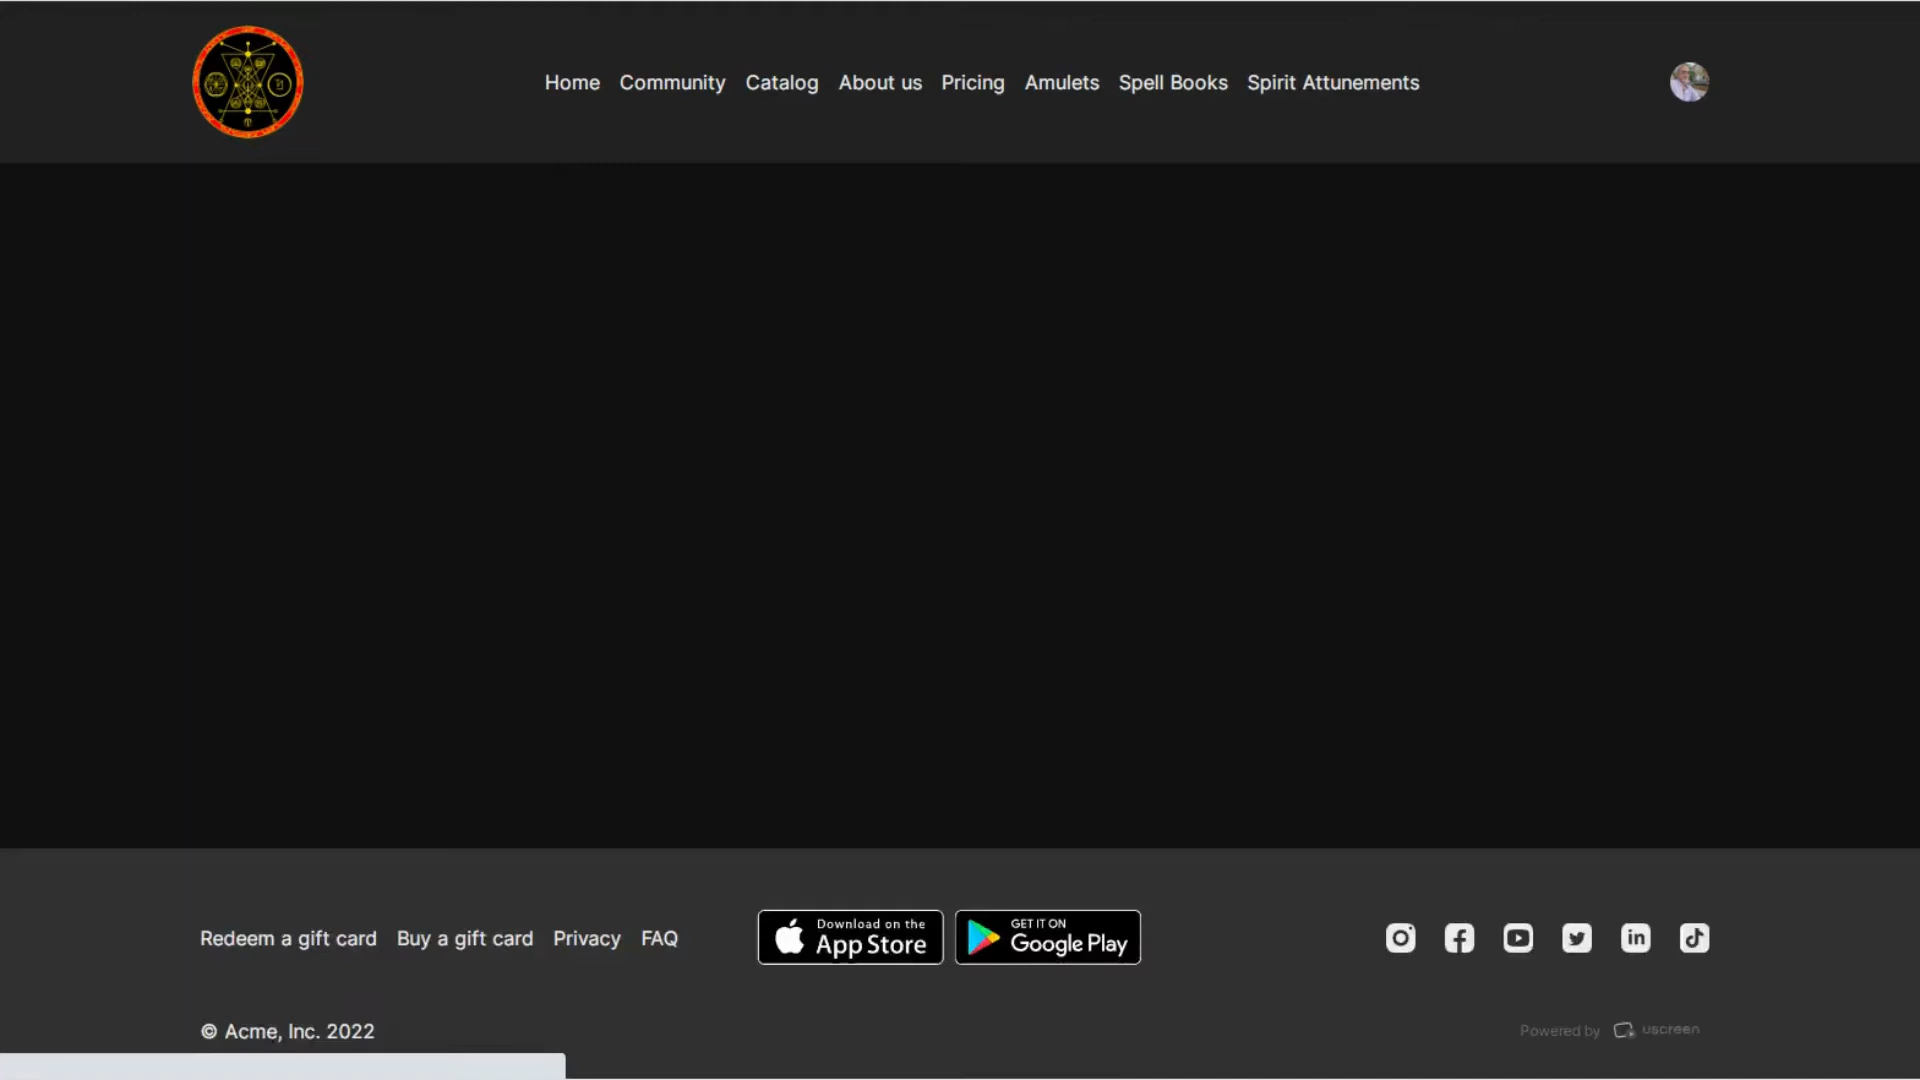 Home Community Catalog About us Pricing Amulets Spell Books Spirit Attunements
Redeem a gift card Buy a gift card Privacy FAQ
Download on the
App Store
GET IT ON
Google Play
© Acme, Inc. 2022
Powered by uscreen